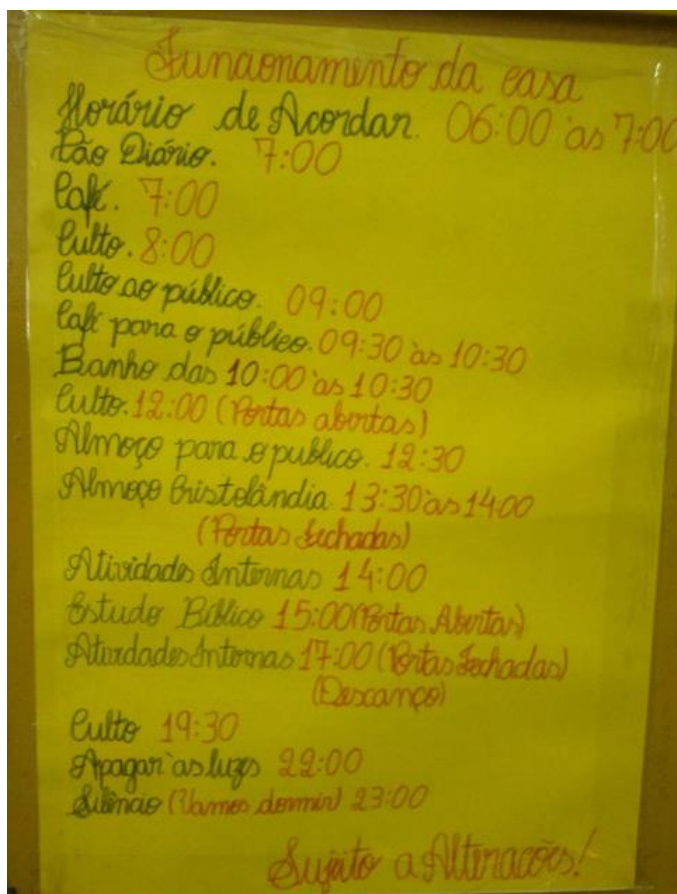 Funcionamento da casa
Horário de Acordar. 06:00 às 7:00
Pão Diário. 7:00
Café. 7:00
Culto. 8:00
Culto ao público. 09:00
Café para o público. 09:30 às 10:30
Banho das 10:00 às 10:30
Culto. 12:00 (Portas abertas)
Almoço para o publico. 12:30
Almoço Cristolândia 13:30 às 14:00
(Portas fechadas)
Atividades Internas 14:00
Estudo Bíblico 15:00 (Portas Abertas)
Atividades Internas 17:00 (Portas fechadas)
(Descanço)
Culto 19:30
Apagar às luzes 22:00
Silêncio (Vamos dormir) 23:00
Sujeito a Alterações!